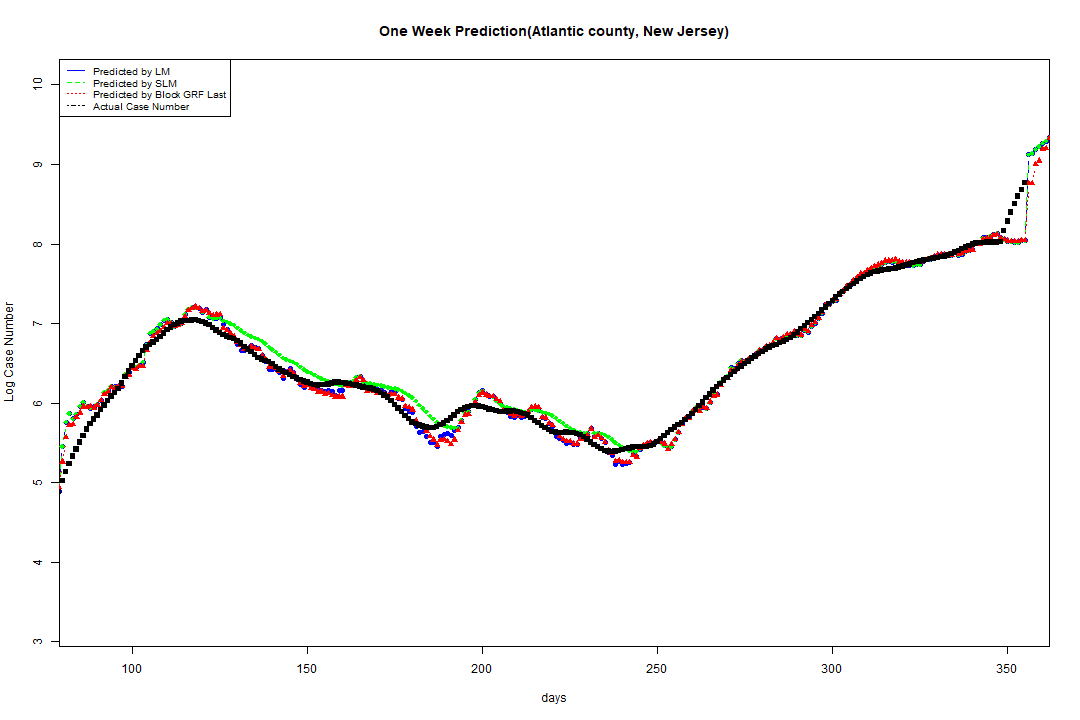 One Week Prediction(Atlantic county, New Jersey)
Predicted by LM
Predicted by SLM
Predicted by Block GRF Last
Actual Case Number
10
9
8
7
6
5
4
3
Log Case Number
100 150 200 250 300 350
days